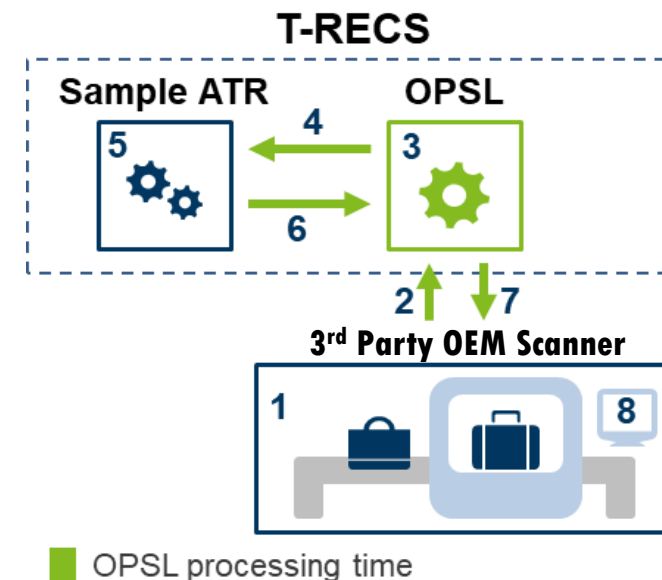 T-RECS
Sample ATR OPSL
4
5 3
6
2 7
3rd Party OEM Scanner
1 8
OPSL processing time